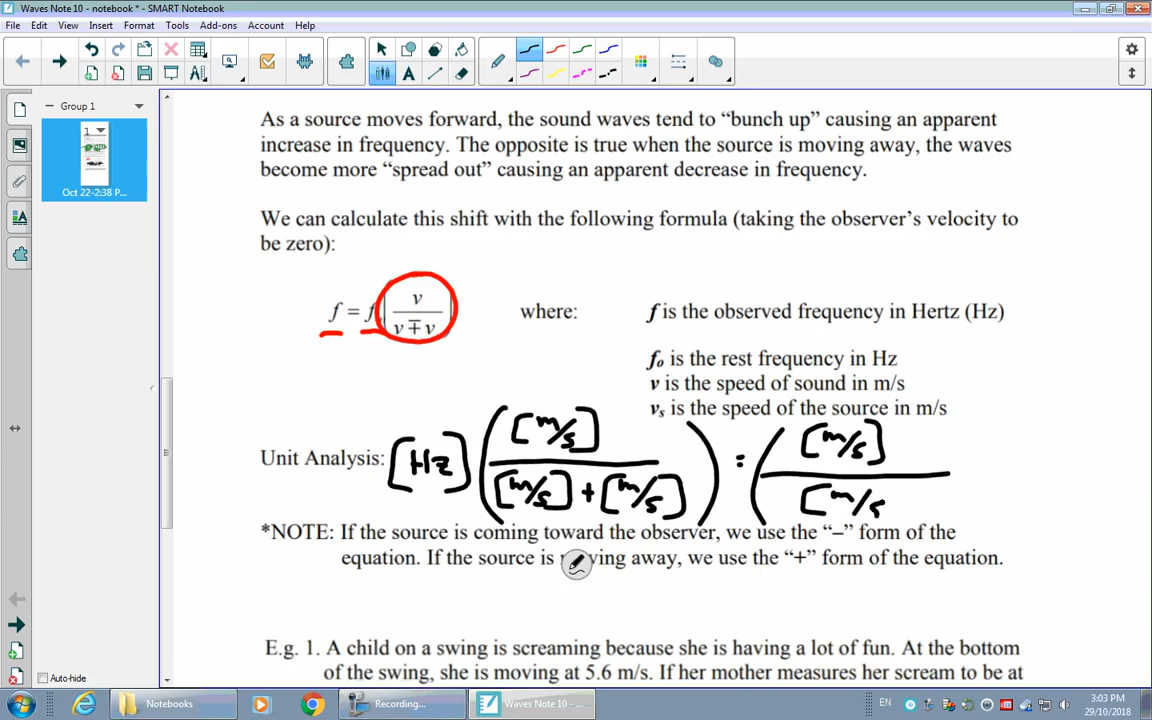 Waves Note 10 - notebook * - SMART Notebook
File Edit View Insert Format Tools Add-ons Account Help
Group 1
1
Oct 22-2:38 P...
As a source moves forward, the sound waves tend to “bunch up” causing an apparent
increase in frequency. The opposite is true when the source is moving away, the waves
become more “spread out” causing an apparent decrease in frequency.
We can calculate this shift with the following formula (taking the observer’s velocity to
be zero):
f = f ( v / v ∓ v ) where: f is the observed frequency in Hertz (Hz)
fo is the rest frequency in Hz
v is the speed of sound in m/s
vs is the speed of the source in m/s
Unit Analysis: [Hz] ( [m/s] / [m/s] + [m/s] ) = ( [m/s] / [m/s
*NOTE: If the source is coming toward the observer, we use the “–” form of the
equation. If the source is moving away, we use the “+” form of the equation.
E.g. 1. A child on a swing is screaming because she is having a lot of fun. At the bottom
of the swing, she is moving at 5.6 m/s. If her mother measures her scream to be at
Auto-hide
Notebooks
Recording...
Waves Note 10 - ...
EN
3:03 PM
29/10/2018